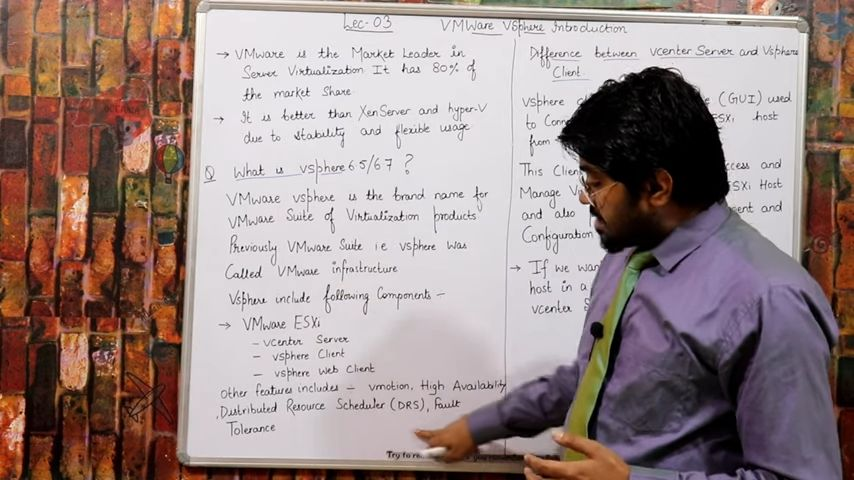 Lec-03
VMWare VSphere Introduction
→ VMware is the Market Leader in
Server Virtualization It has 80% of
the market Share
→ It is better than XenServer and hyper-V
due to stability and flexible usage
Q What is vsphere 6.5/6.7 ?
VMware vsphere is the brand name for
VMware Suite of Virtualization products
Previously VMware Suite i.e vsphere was
Called VMware infrastructure
Vsphere include following Components -
→ VMware ESXi
- vcenter Server
- vsphere Client
- vsphere Web Client
Other features includes - vmotion, High Availability
, Distributed Resource Scheduler (DRS), Fault
Tolerance
Difference between vcenter Server and Vsphere
Client.
vsphere (GUI) used
to Conn ESXi host
from
This Clien and
Manage ESXi Host
and also and
Configuration
→ If we wan
host in a
vcenter
Try to